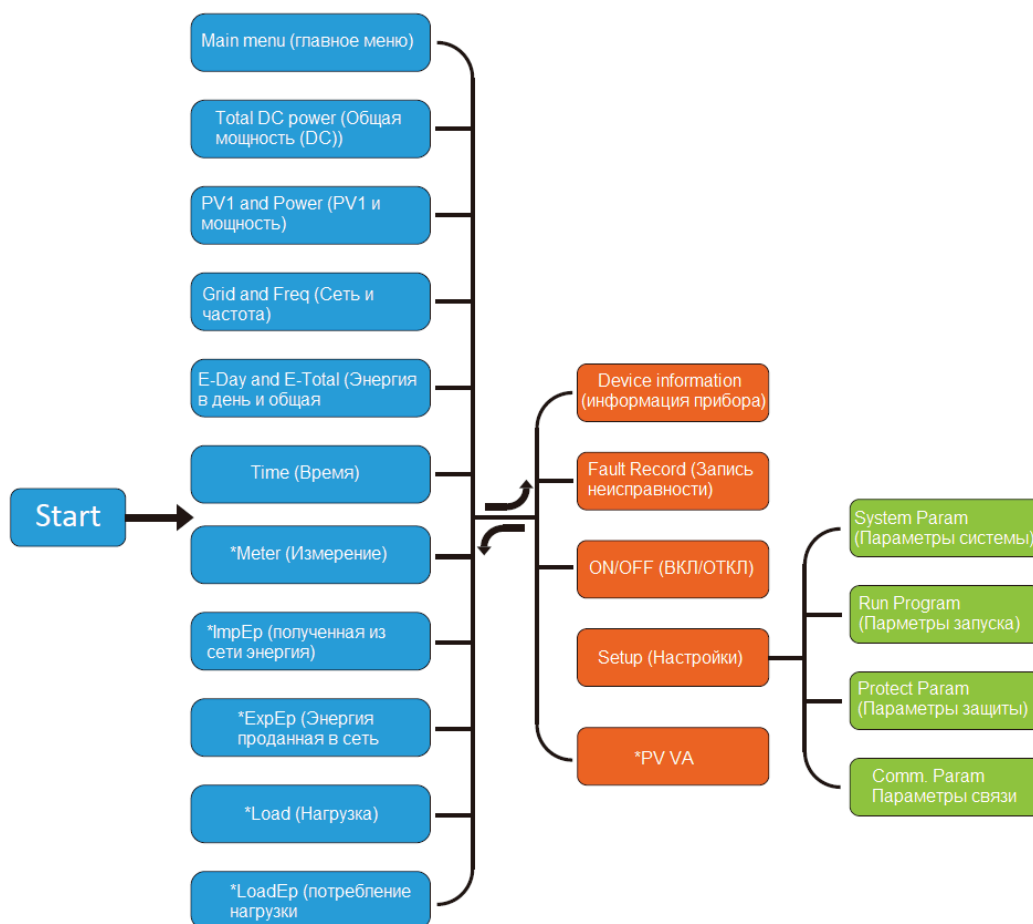 Main menu (главное меню)
Total DC power (Общая
мощность (DC))
PV1 and Power (PV1 и
мощность)
Grid and Freq (Сеть и
частота)
E-Day and E-Total (Энергия
в день и общая
Time (Время)
Start
*Meter (Измерение)
*ImpEp (полученная из
сети энергия)
*ExpEp (Энергия
проданная в сеть
*Load (Нагрузка)
*LoadEp (потребление
нагрузки
Device information
(информация прибора)
Fault Record (Запись
неисправности)
ON/OFF (ВКЛ/ОТКЛ)
Setup (Настройки)
*PV VA
System Param
(Параметры системы)
Run Program
(Парметры запуска)
Protect Param
(Параметры защиты)
Comm. Param
Параметры связи